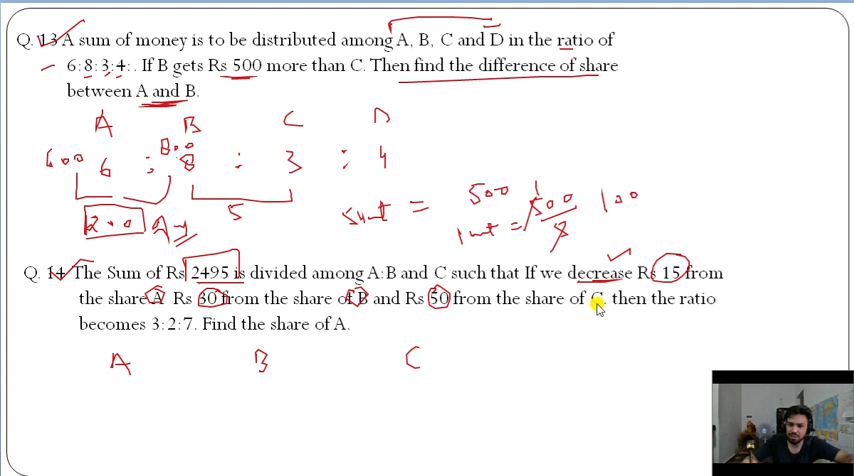 Q. 13 A sum of money is to be distributed among A, B, C and D in the ratio of
6:8:3:4:. If B gets Rs 500 more than C. Then find the difference of share
between A and B.
A B C D
600 6 : 800 8 : 3 : 4
200 Ans 5 5unt = 500
1unt = 500/5 1 100
Q. 14 The Sum of Rs 2495 is divided among A:B and C such that If we decrease Rs 15 from
the share A Rs 30 from the share of B and Rs 50 from the share of C. then the ratio
becomes 3:2:7. Find the share of A.
A B C